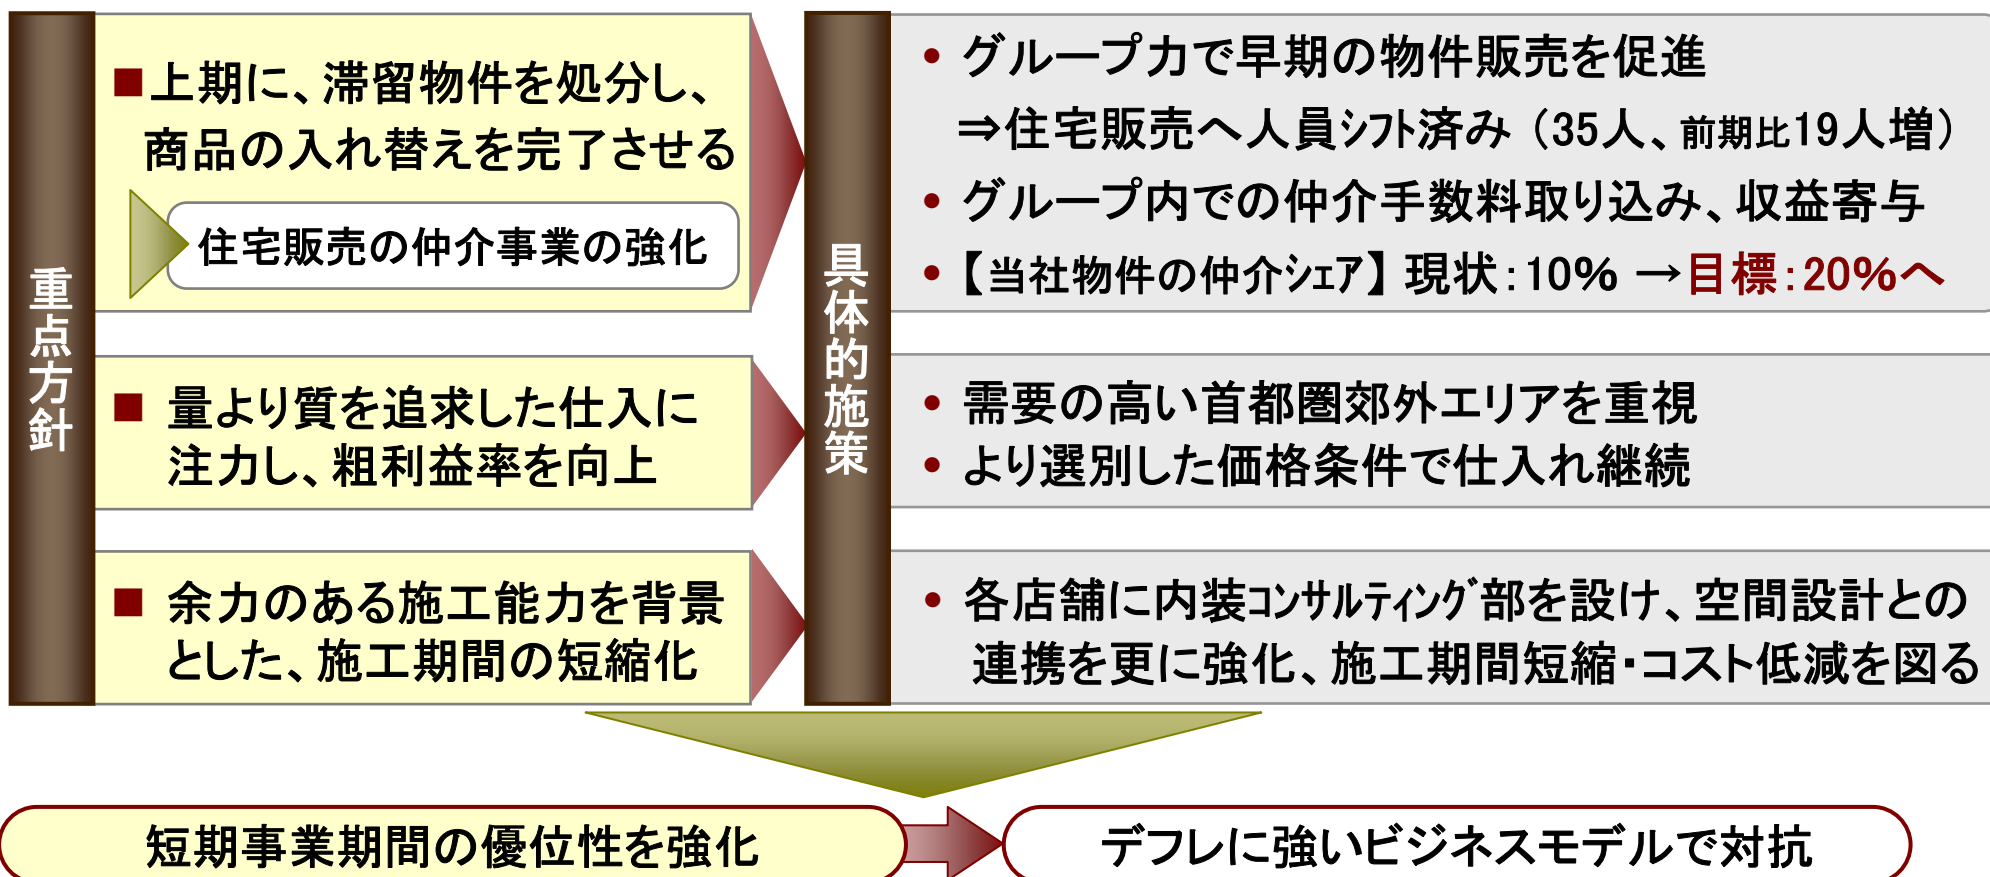 重点方針
■上期に、滞留物件を処分し、
商品の入れ替えを完了させる
住宅販売の仲介事業の強化
■ 量より質を追求した仕入に
注力し、粗利益率を向上
■ 余力のある施工能力を背景
とした、施工期間の短縮化
具体的施策
• グループ力で早期の物件販売を促進
⇒住宅販売へ人員ｼﾌﾄ済み（35人、前期比19人増）
• グループ内での仲介手数料取り込み、収益寄与
• 【当社物件の仲介ｼｪｱ】 現状：10% →目標：20%へ
• 需要の高い首都圏郊外エリアを重視
• より選別した価格条件で仕入れ継続
• 各店舗に内装ｺﾝｻﾙﾃｨﾝｸﾞ部を設け、空間設計との
連携を更に強化、施工期間短縮・コスト低減を図る
短期事業期間の優位性を強化
デフレに強いビジネスモデルで対抗